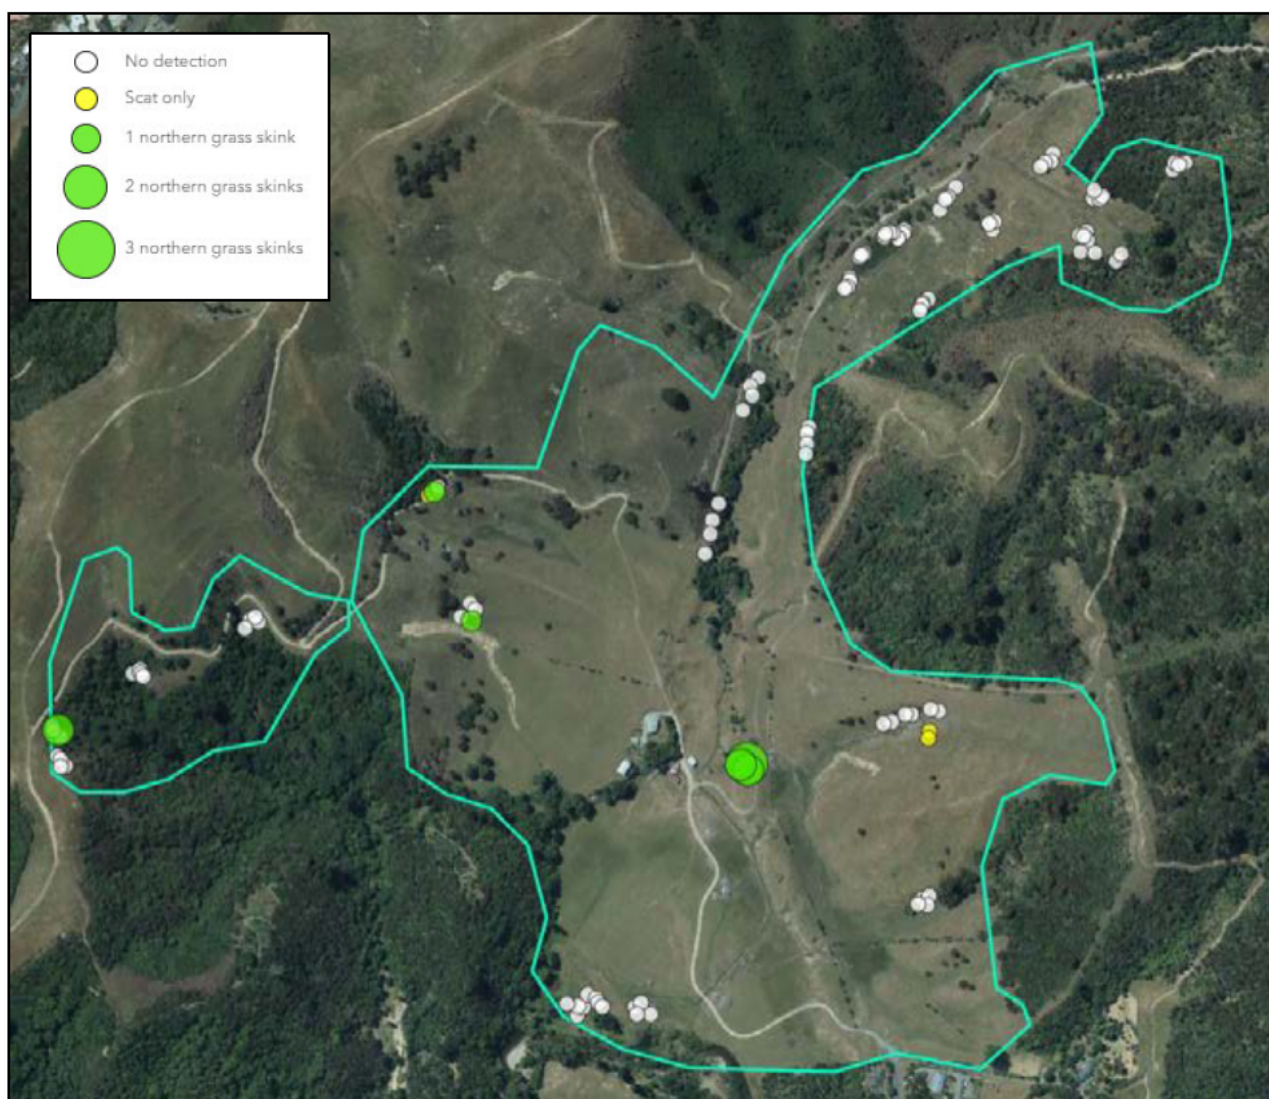 No detection
Scat only
1 northern grass skink
2 northern grass skinks
3 northern grass skinks